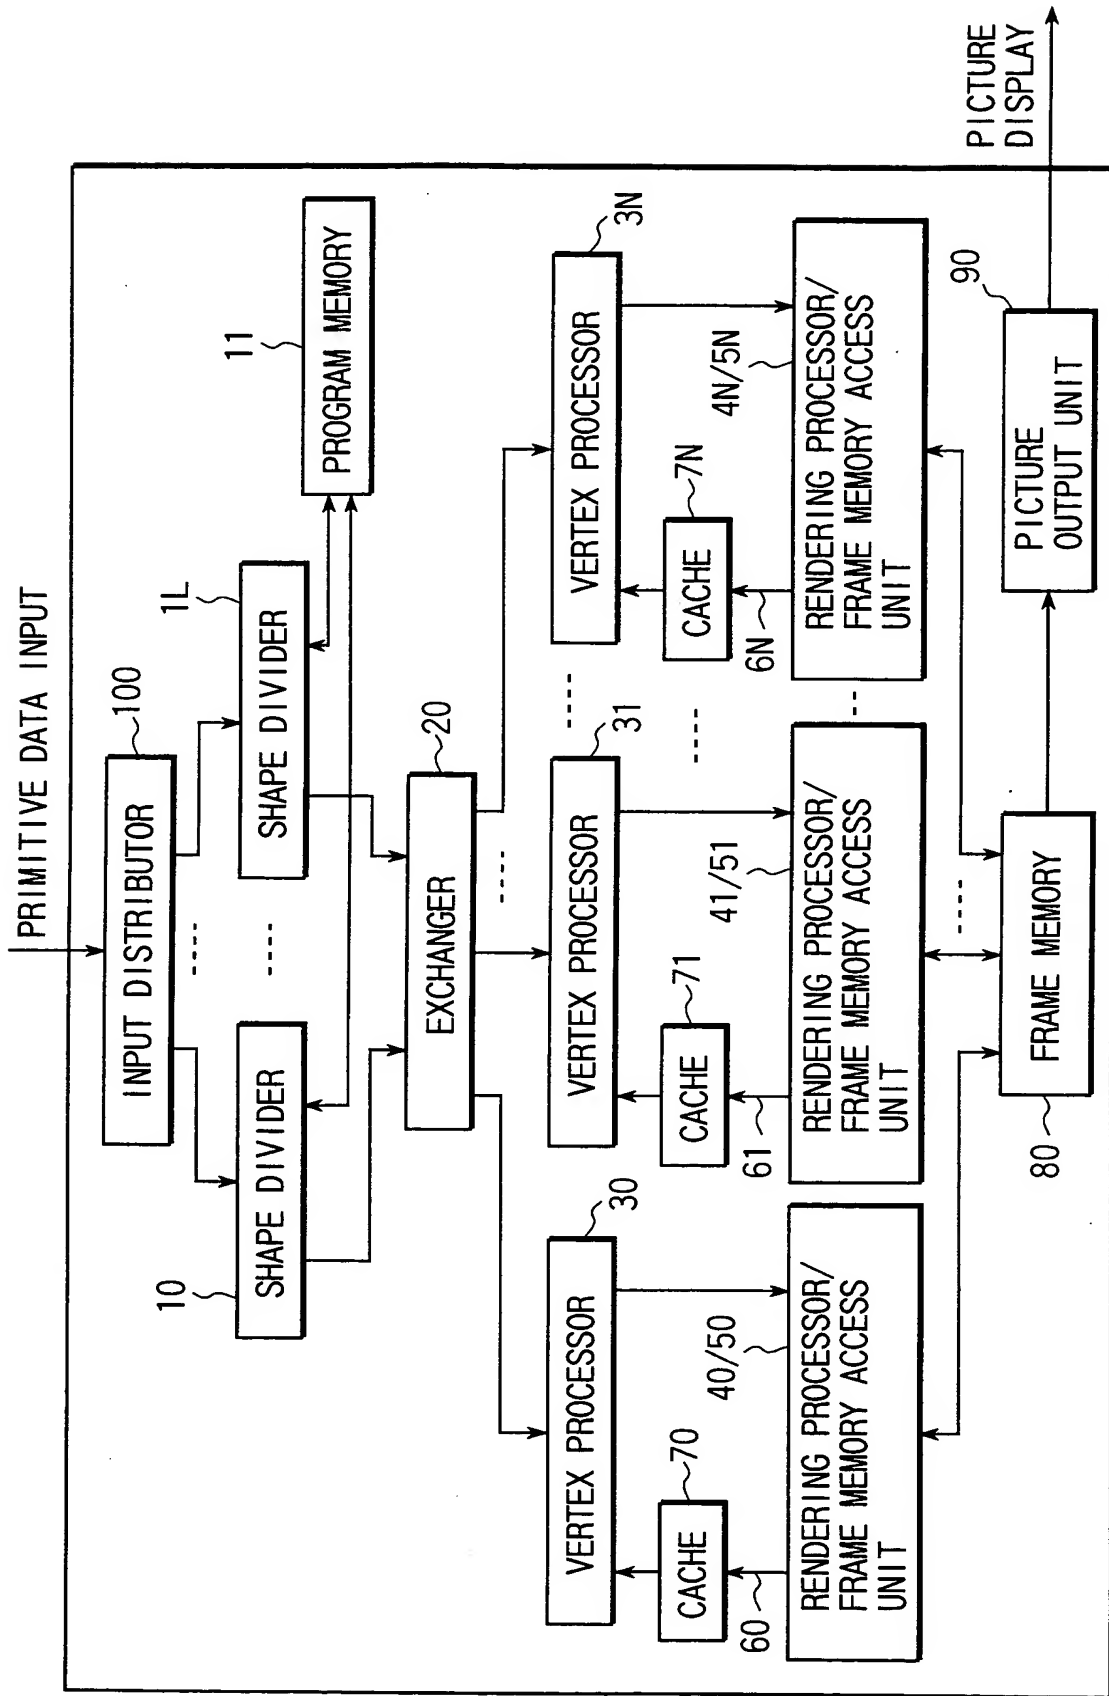 PRIMITIVE DATA INPUT
INPUT DISTRIBUTOR
100
10
SHAPE DIVIDER
1L
SHAPE DIVIDER
11
PROGRAM MEMORY
EXCHANGER
20
VERTEX PROCESSOR
30
VERTEX PROCESSOR
31
VERTEX PROCESSOR
3N
CACHE
70
CACHE
71
CACHE
7N
60
61
6N
40/50
RENDERING PROCESSOR/
FRAME MEMORY ACCESS
UNIT
41/51
RENDERING PROCESSOR/
FRAME MEMORY ACCESS
UNIT
4N/5N
RENDERING PROCESSOR/
FRAME MEMORY ACCESS
UNIT
80
FRAME MEMORY
90
PICTURE
OUTPUT UNIT
PICTURE
DISPLAY